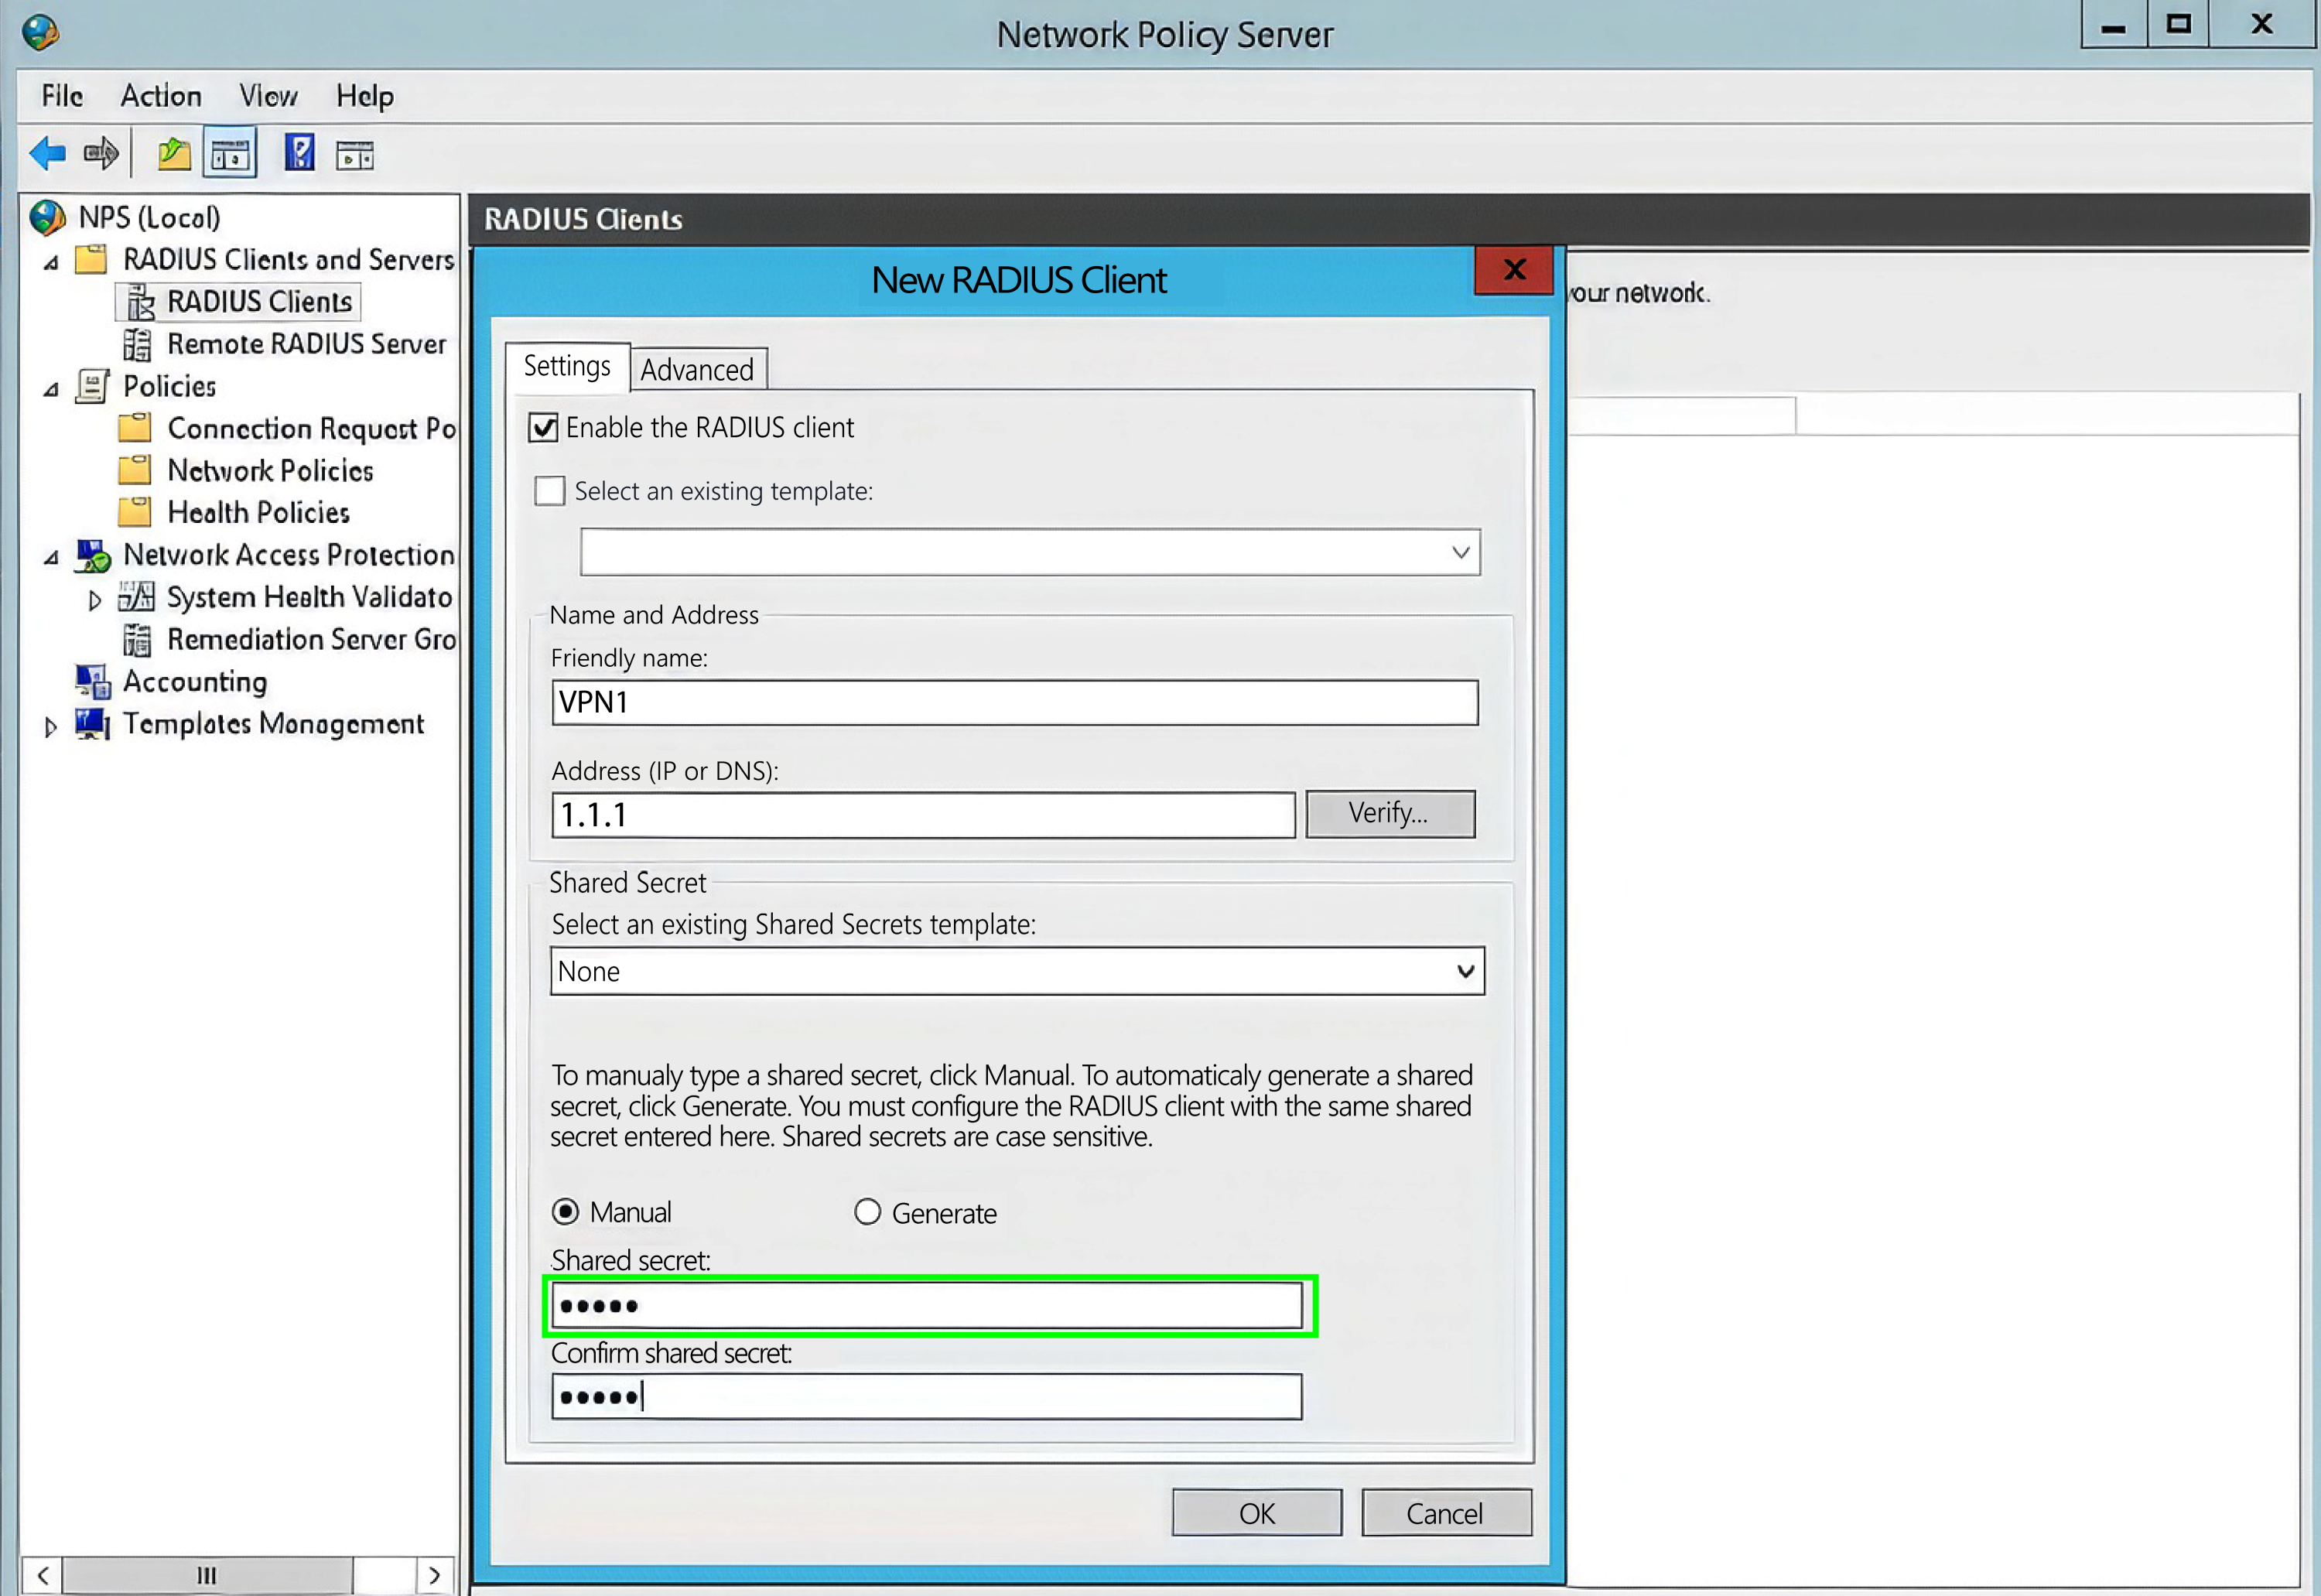 Network Policy Server
File Action View Help
NPS (Local)
RADIUS Clients and Servers
RADIUS Clients
Remote RADIUS Server
Policies
Connection Request Po
Network Policies
Health Policies
Network Access Protection
System Health Validato
Remediation Server Gro
Accounting
Templates Management
RADIUS Clients
your network.
New RADIUS Client
Settings Advanced
Enable the RADIUS client
Select an existing template:
Name and Address
Friendly name:
VPN1
Address (IP or DNS):
1.1.1
Verify...
Shared Secret
Select an existing Shared Secrets template:
None
To manualy type a shared secret, click Manual. To automaticaly generate a shared
secret, click Generate. You must configure the RADIUS client with the same shared
secret entered here. Shared secrets are case sensitive.
Manual Generate
Shared secret:
•••••
Confirm shared secret:
•••••
OK Cancel